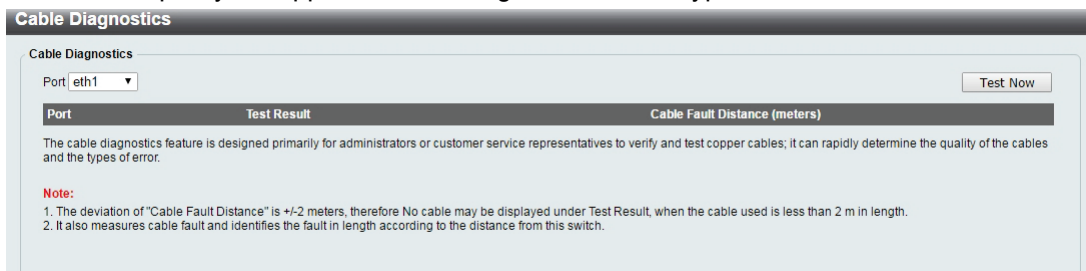 Cable Diagnostics
Cable Diagnostics
Port eth1
Test Now
Port Test Result Cable Fault Distance (meters)
The cable diagnostics feature is designed primarily for administrators or customer service representatives to verify and test copper cables; it can rapidly determine the quality of the cables
and the types of error.
Note:
1. The deviation of "Cable Fault Distance" is +/-2 meters, therefore No cable may be displayed under Test Result, when the cable used is less than 2 m in length.
2. It also measures cable fault and identifies the fault in length according to the distance from this switch.